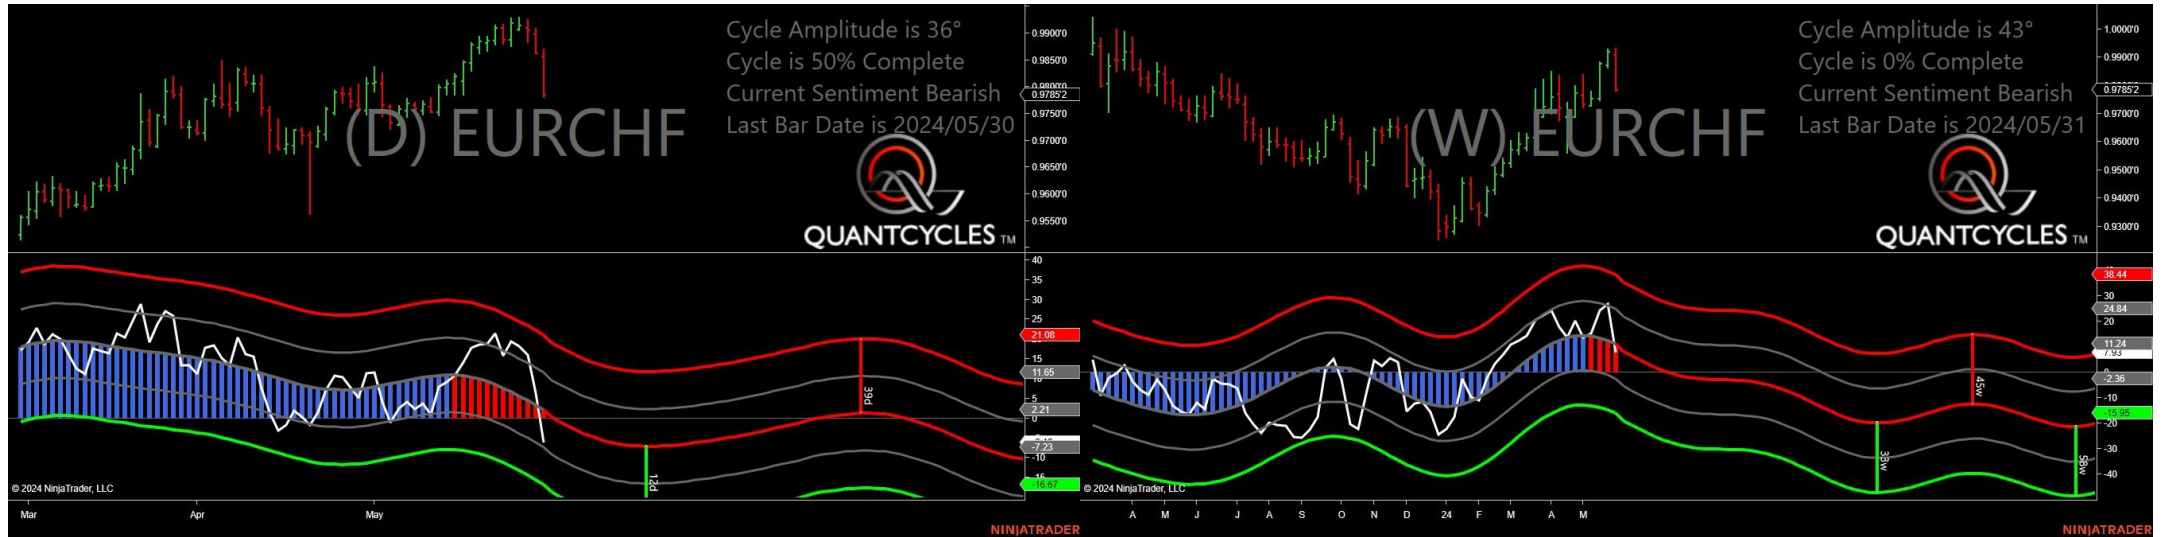 Cycle Amplitude is 36°
Cycle is 50% Complete
Current Sentiment Bearish
Last Bar Date is 2024/05/30
(D) EURCHF
QUANTCYCLES TM
0.9900'0
0.9850'0
0.9785'2
0.9750'0
0.9700'0
0.9650'0
0.9600'0
0.9550'0
40
35
30
25
21.08
15
11.65
5
2.21
0
-7.23
-10
-16.67
39d
12d
© 2024 NinjaTrader, LLC
Mar Apr May
NINJATRADER
Cycle Amplitude is 43°
Cycle is 0% Complete
Current Sentiment Bearish
Last Bar Date is 2024/05/31
(W) EURCHF
QUANTCYCLES TM
1.0000'0
0.9900'0
0.9785'2
0.9700'0
0.9600'0
0.9500'0
0.9400'0
0.9300'0
38.44
30
24.84
20
11.24
7.93
-2.36
-10
-15.95
-20
-30
-40
45w
33w
58w
© 2024 NinjaTrader, LLC
A M J J A S O N D 24 F M A M
NINJATRADER